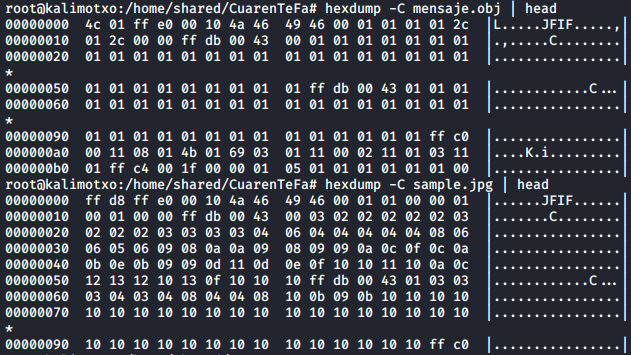 root@kalimotxo:/home/shared/CuarenTeFa# hexdump -C mensaje.obj | head
00000000  4c 01 ff e0 00 10 4a 46  49 46 00 01 01 01 01 2c  |L.....JFIF.....,|
00000010  01 2c 00 00 ff db 00 43  00 01 01 01 01 01 01 01  |.,.....C........|
00000020  01 01 01 01 01 01 01 01  01 01 01 01 01 01 01 01  |................|
*
00000050  01 01 01 01 01 01 01 01  01 ff db 00 43 01 01 01  |............C...|
00000060  01 01 01 01 01 01 01 01  01 01 01 01 01 01 01 01  |................|
*
00000090  01 01 01 01 01 01 01 01  01 01 01 01 01 01 ff c0  |................|
000000a0  00 11 08 01 4b 01 69 03  01 11 00 02 11 01 03 11  |....K.i.........|
000000b0  01 ff c4 00 1f 00 00 01  05 01 01 01 01 01 01 00  |................|
root@kalimotxo:/home/shared/CuarenTeFa# hexdump -C sample.jpg | head
00000000  ff d8 ff e0 00 10 4a 46  49 46 00 01 01 00 00 01  |......JFIF......|
00000010  00 01 00 00 ff db 00 43  00 03 02 02 02 02 02 03  |.......C........|
00000020  02 02 02 03 03 03 03 04  06 04 04 04 04 04 08 06  |................|
00000030  06 05 06 09 08 0a 0a 09  08 09 09 0a 0c 0f 0c 0a  |................|
00000040  0b 0e 0b 09 09 0d 11 0d  0e 0f 10 10 11 10 0a 0c  |................|
00000050  12 13 12 10 13 0f 10 10  10 ff db 00 43 01 03 03  |............C...|
00000060  03 04 03 04 08 04 04 08  10 0b 09 0b 10 10 10 10  |................|
00000070  10 10 10 10 10 10 10 10  10 10 10 10 10 10 10 10  |................|
*
00000090  10 10 10 10 10 10 10 10  10 10 10 10 10 10 ff c0  |................|